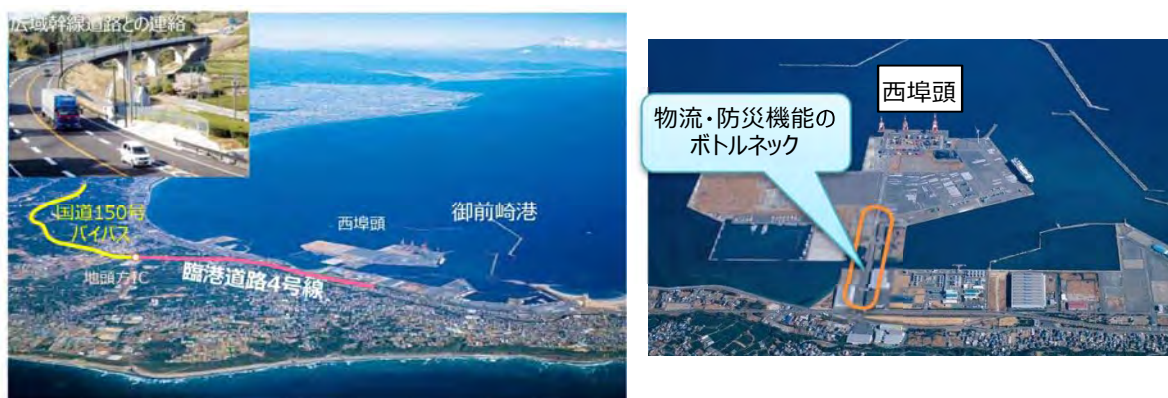 広域幹線道路との連絡
国道150号
バイパス
地頭方IC
臨港道路4号線
西埠頭
御前崎港
西埠頭
物流・防災機能の
ボトルネック